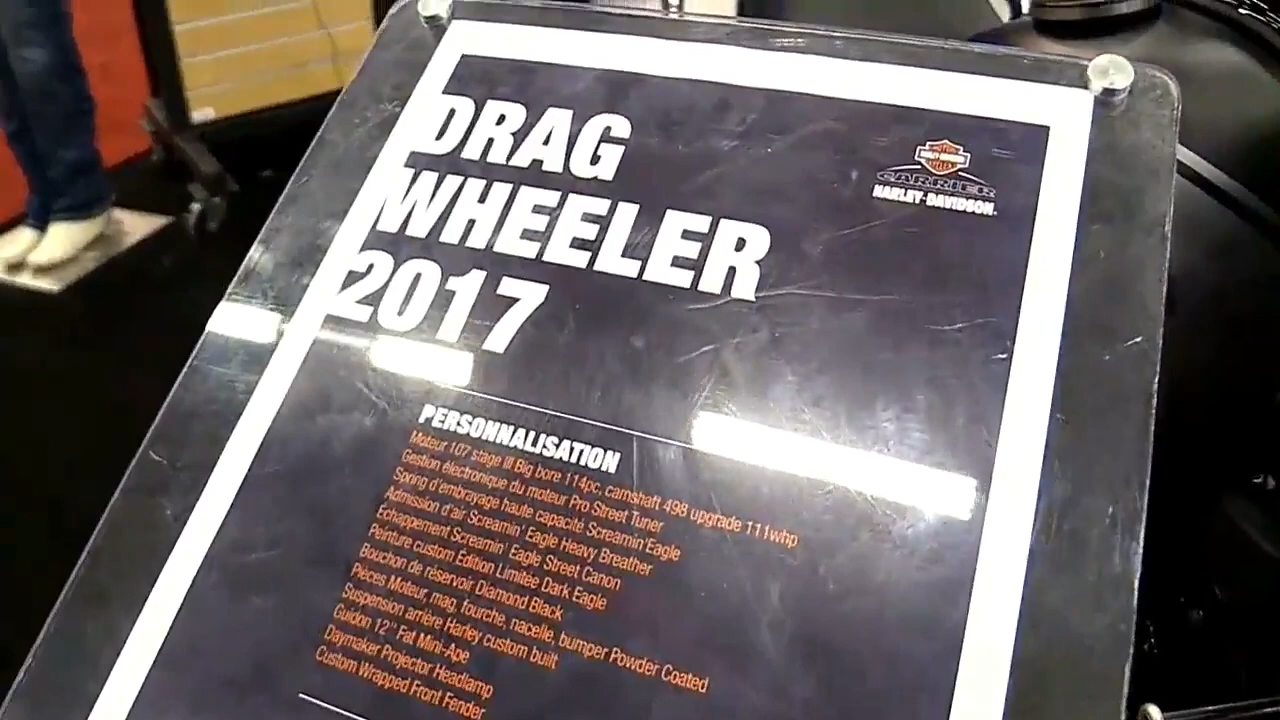 DRAG
WHEELER
2017
MOTOR
HARLEY-DAVIDSON
CYCLES
CARRIER
HARLEY-DAVIDSON
PERSONNALISATION
Moteur 107 stage III Big bore 114pc, camshaft 498 upgrade 111whp
Gestion électronique du moteur Pro Street Tuner
Spring d'embrayage haute capacité Screamin'Eagle
Admission d'air Screamin' Eagle Heavy Breather
Échappement Screamin' Eagle Street Canon
Peinture custom Édition Limitée Dark Eagle
Bouchon de réservoir Diamond Black
Pièces Moteur, mag, fourche, nacelle, bumper Powder Coated
Suspension arrière Harley custom built
Guidon 12" Fat Mini-Ape
Daymaker Projector Headlamp
Custom Wrapped Front Fender